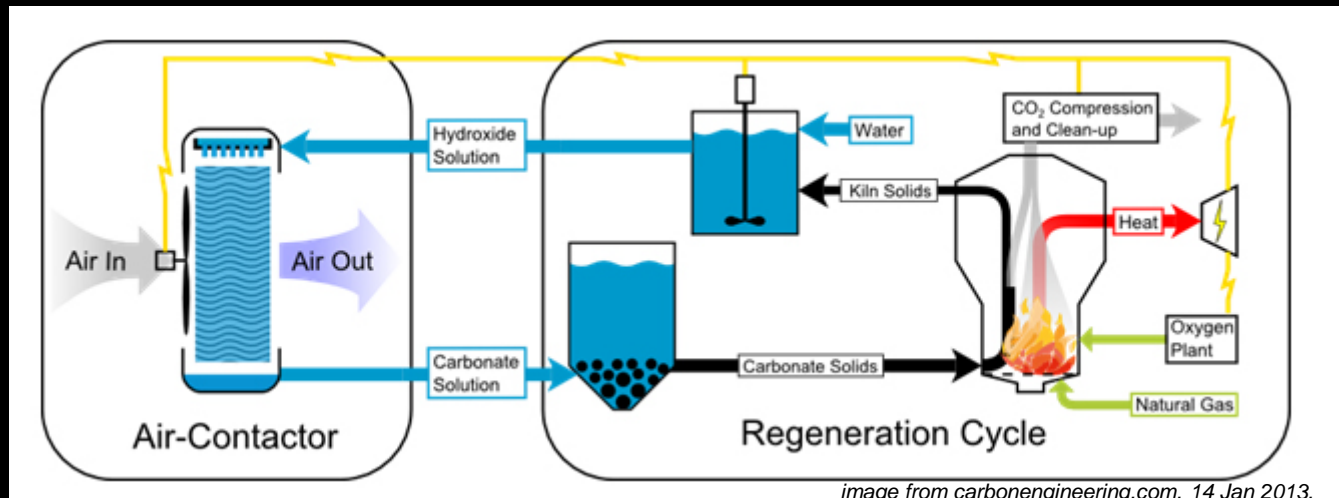 Hydroxide
Solution
Water
CO₂ Compression
and Clean-up
Kiln Solids
Heat
Air In
Air Out
Oxygen
Plant
Carbonate
Solution
Carbonate Solids
Natural Gas
Air-Contactor
Regeneration Cycle
image from carbonengineering.com, 14 Jan 2013.